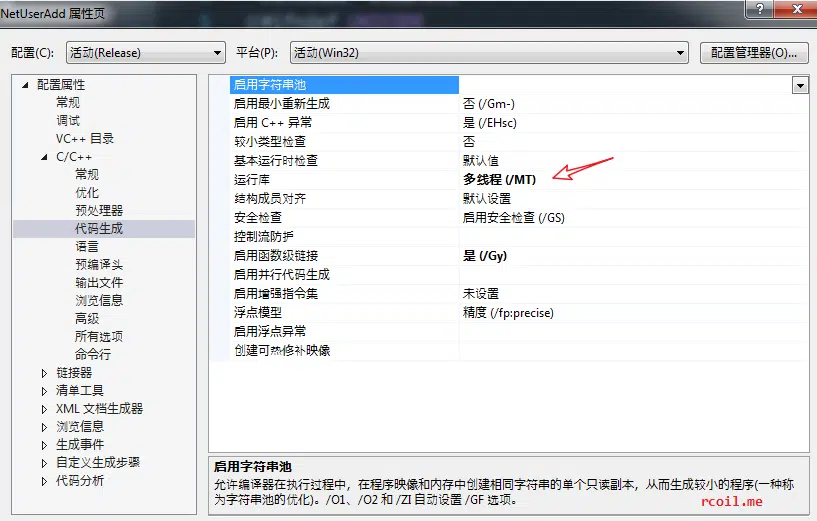 NetUserAdd 属性页
配置(C): 活动(Release) 平台(P): 活动(Win32) 配置管理器(O)...
配置属性
常规
调试
VC++ 目录
C/C++
常规
优化
预处理器
代码生成
语言
预编译头
输出文件
浏览信息
高级
所有选项
命令行
链接器
清单工具
XML 文档生成器
浏览信息
生成事件
自定义生成步骤
代码分析
启用字符串池
启用最小重新生成 否 (/Gm-)
启用 C++ 异常 是 (/EHsc)
较小类型检查 否
基本运行时检查 默认值
运行库 多线程 (/MT)
结构成员对齐 默认设置
安全检查 启用安全检查 (/GS)
控制流防护
启用函数级链接 是 (/Gy)
启用并行代码生成
启用增强指令集 未设置
浮点模型 精度 (/fp:precise)
启用浮点异常
创建可热修补映像
启用字符串池
允许编译器在执行过程中，在程序映像和内存中创建相同字符串的单个只读副本，从而生成较小的程序(一种称
为字符串池的优化)。/O1、/O2 和 /ZI 自动设置 /GF 选项。
rcoil.me